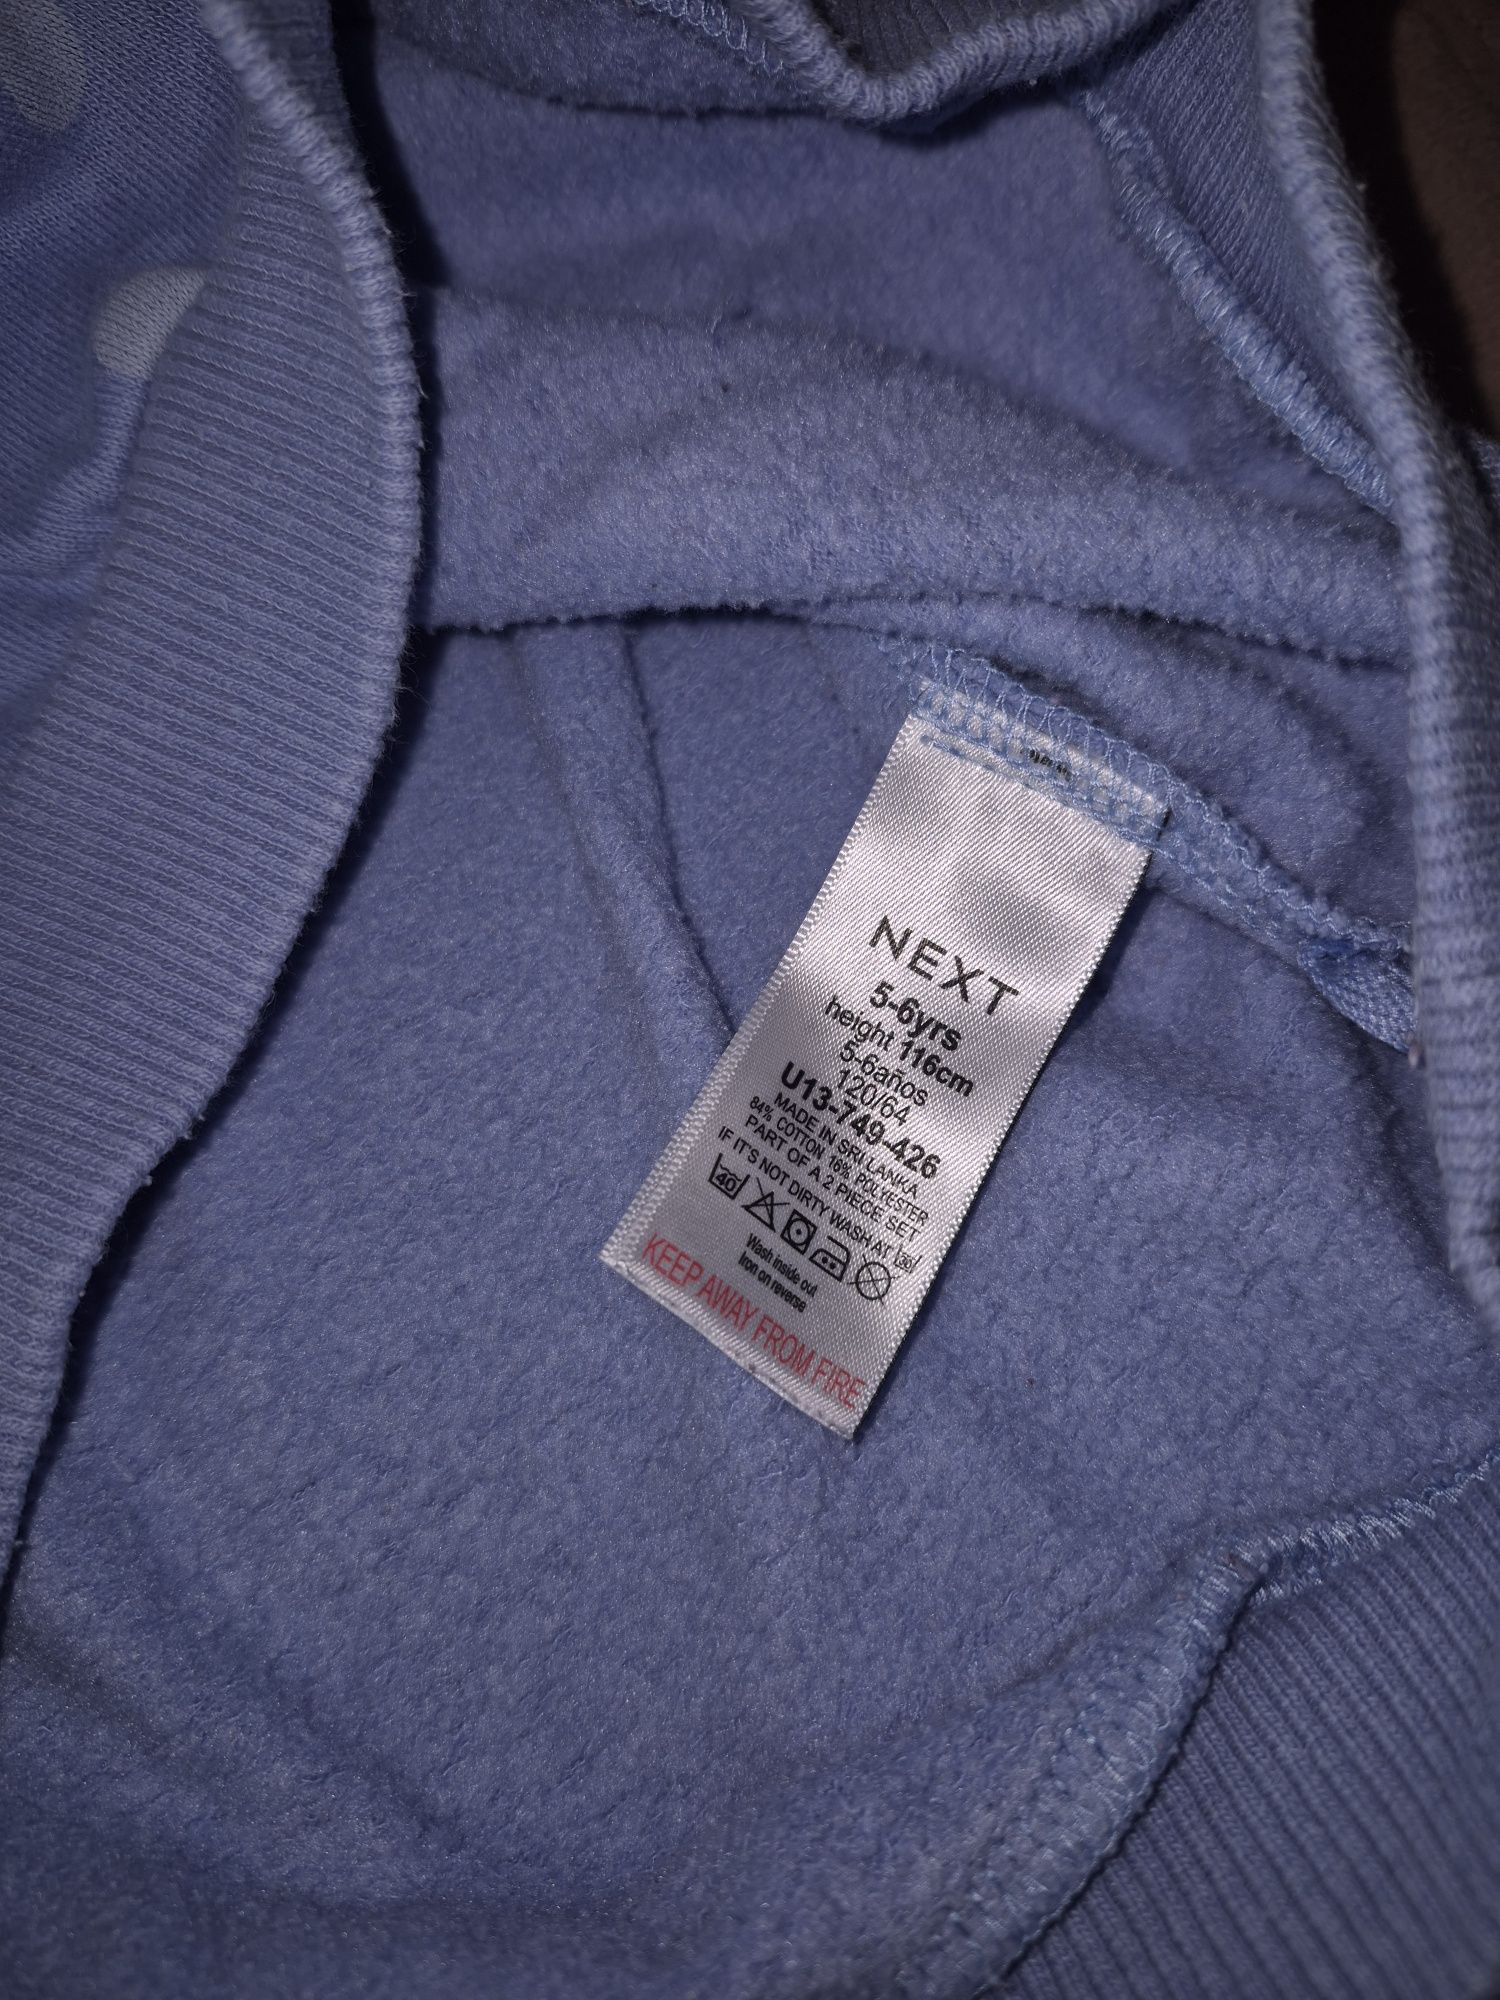 NEXT
5-6yrs
height 116cm
5-6años
120/64
U13-749-426
MADE IN SRI LANKA
84% COTTON 16% POLYESTER
PART OF A 2 PIECE SET
IF IT'S NOT DIRTY WASH AT 30
40
Wash inside out
Iron on reverse
KEEP AWAY FROM FIRE